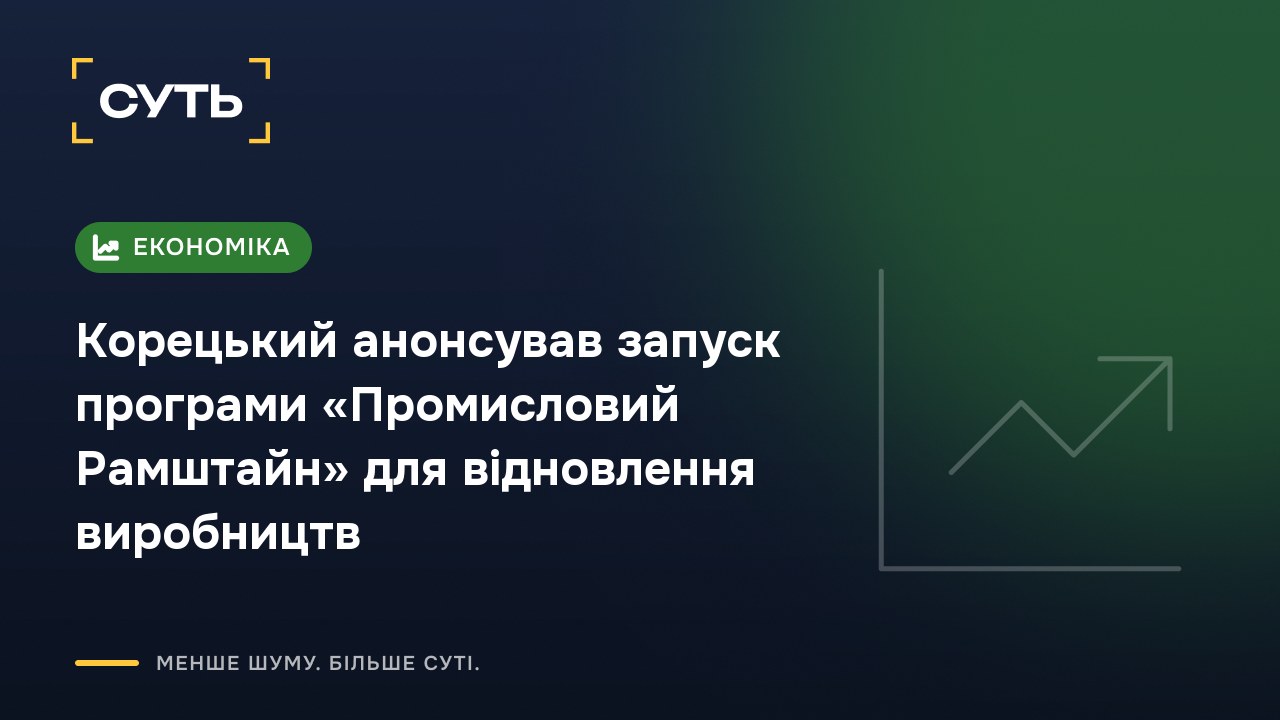 СУТЬ
ЕКОНОМІКА
Корецький анонсував запуск
програми «Промисловий
Рамштайн» для відновлення
виробництв
МЕНШЕ ШУМУ. БІЛЬШЕ СУТІ.